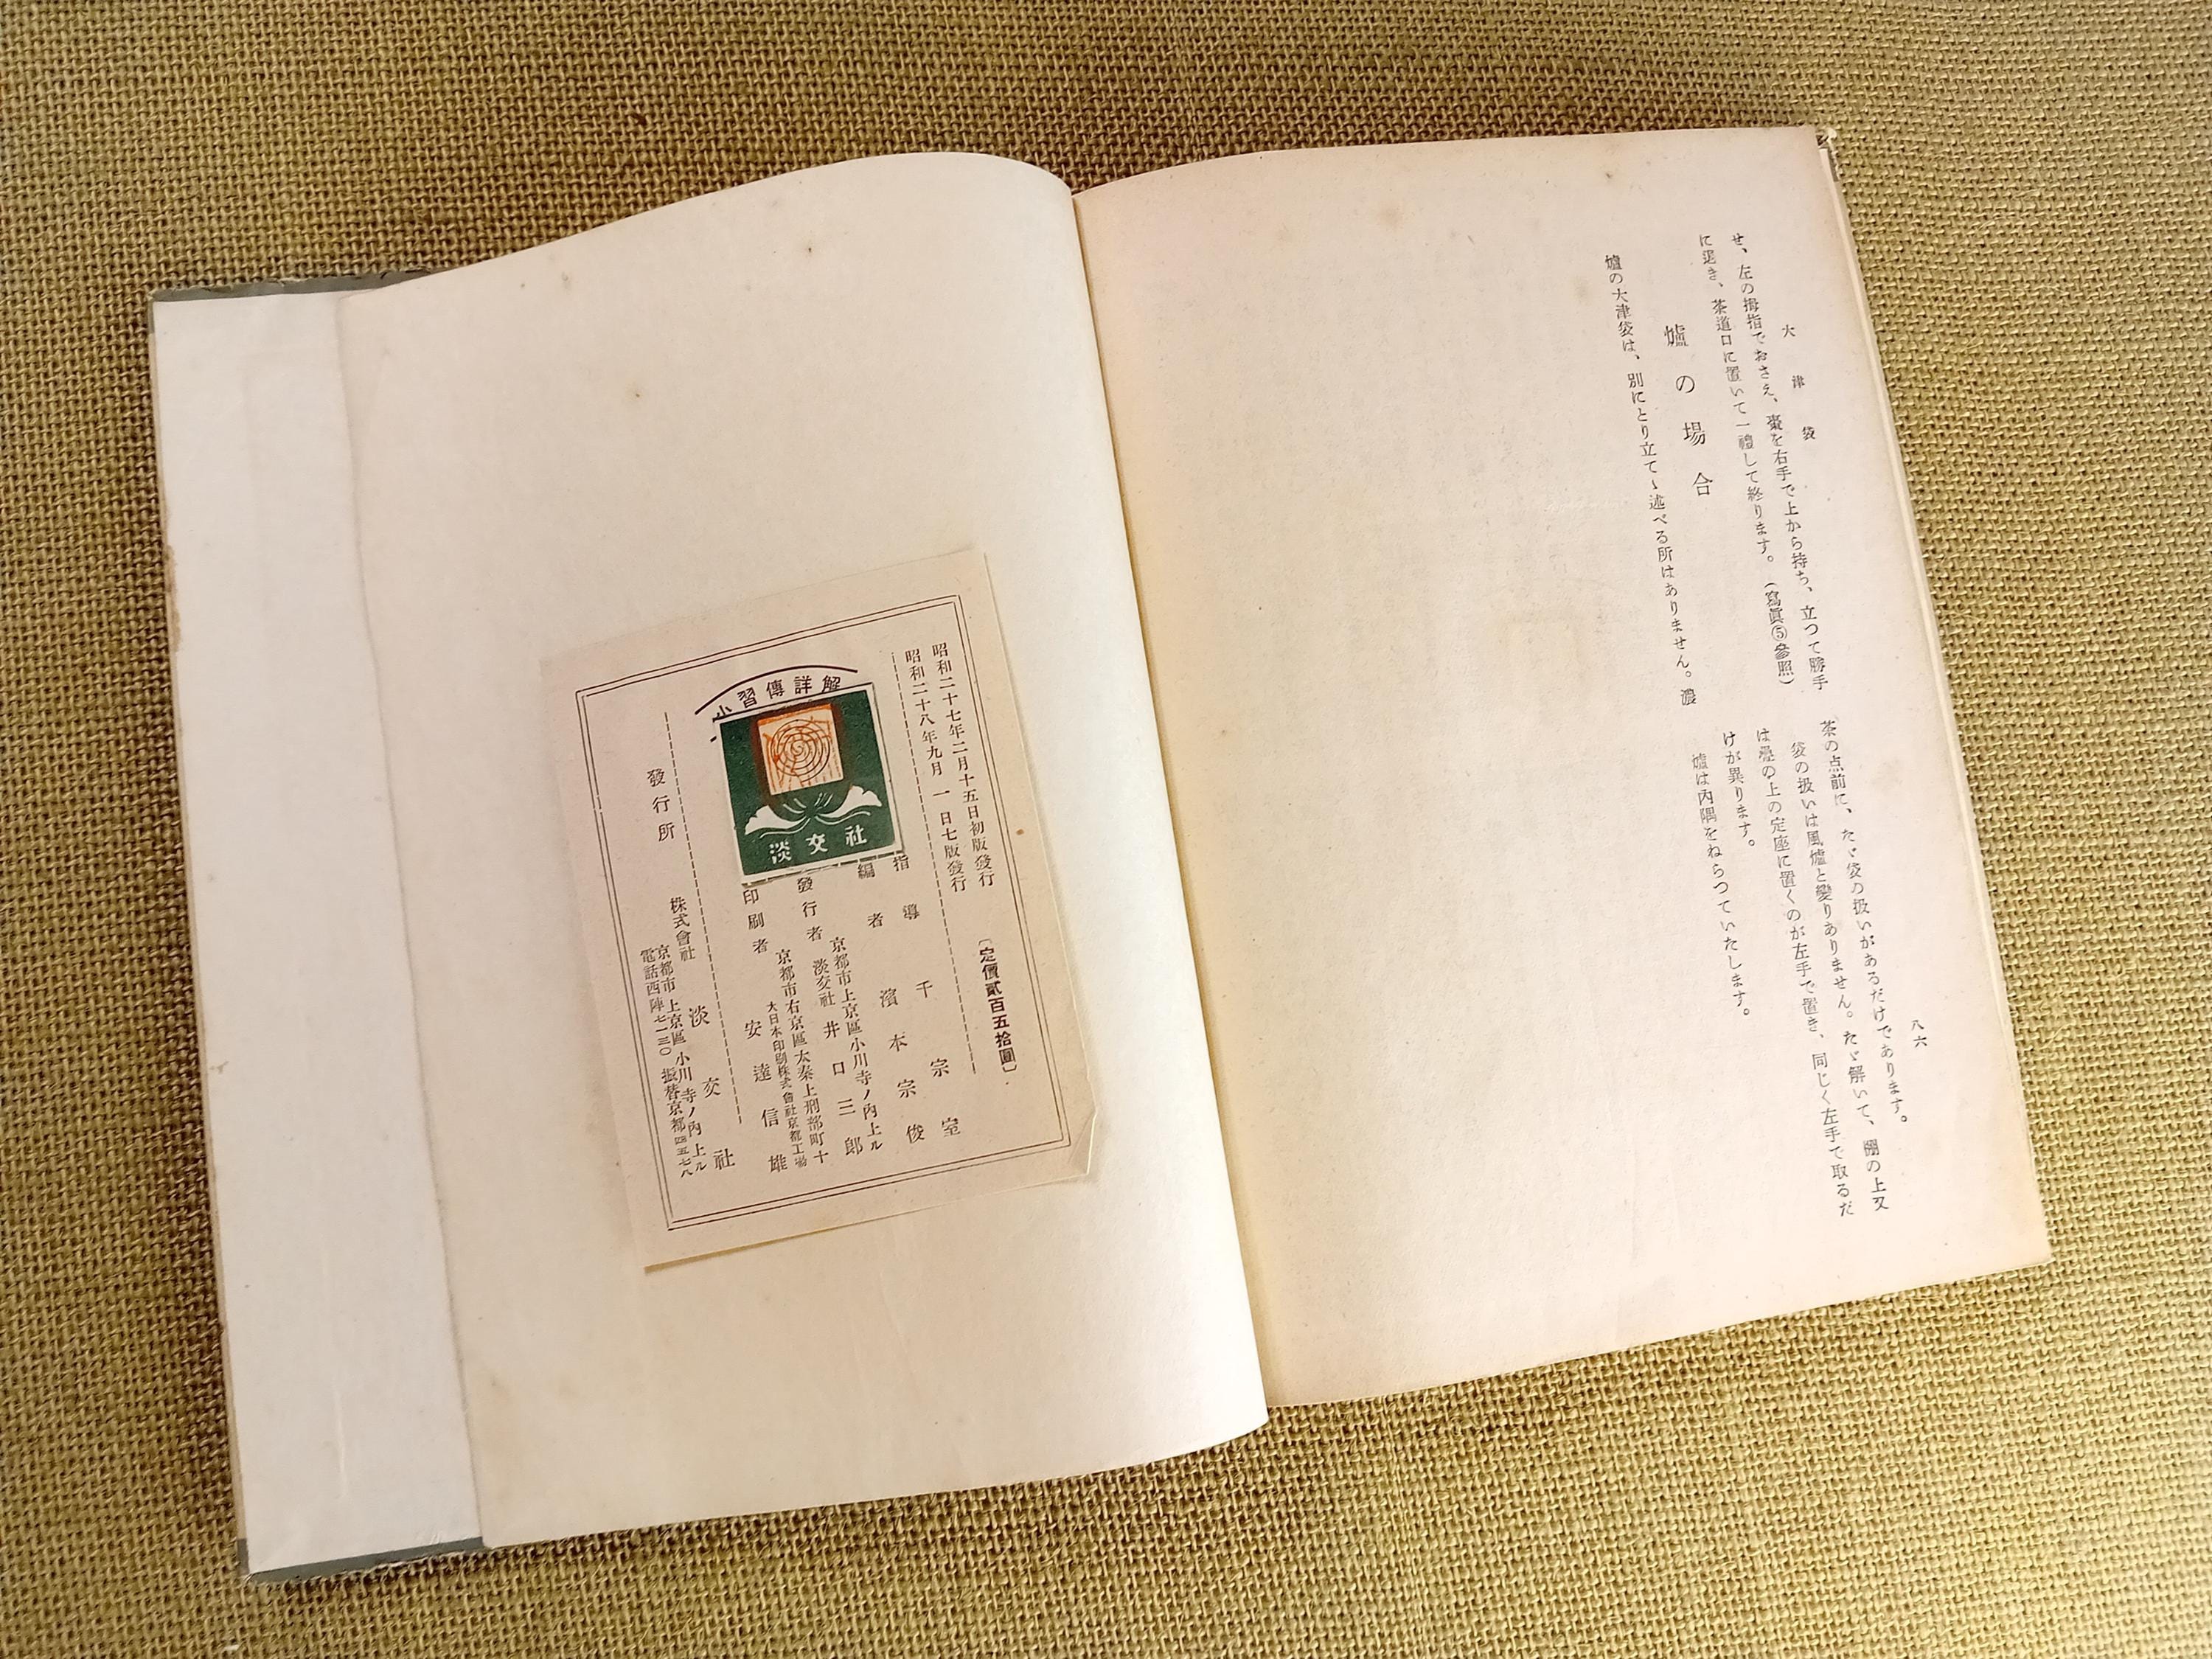 大津袋
せ、左の拇指でおさえ、棗を右手で上から持ち、立つて勝手
に退き、茶道口に置いて一禮して終ります。(寫眞⑤參照)
爐の場合
爐の大津袋は、別にとり立てゝ述べる所はありません。濃
茶の点前に、たゞ袋の扱いがあるだけであります。
袋の扱いは風爐と變りありません。たゞ解いて、棚の上又
は疊の上の定座に置くのが左手で置き、同じく左手で取るだ
けが異ります。
爐は內隅をねらつていたします。
八六
昭和二十七年二月十五日初版發行
昭和二十八年九月一日七版發行
〔定價貳百五拾圓〕
小習傳詳解
淡交社
指導 千宗室
編者 濱本宗俊
京都市上京區小川寺ノ內上ル
發行者 淡交社 井口三郎
京都市右京區太秦上刑部町十
大日本印刷株式會社京都工場
印刷者 安達信雄
發行所 株式會社 淡交社
京都市上京區小川寺ノ內上ル
電話西陣七一三〇 振替京都四五七八